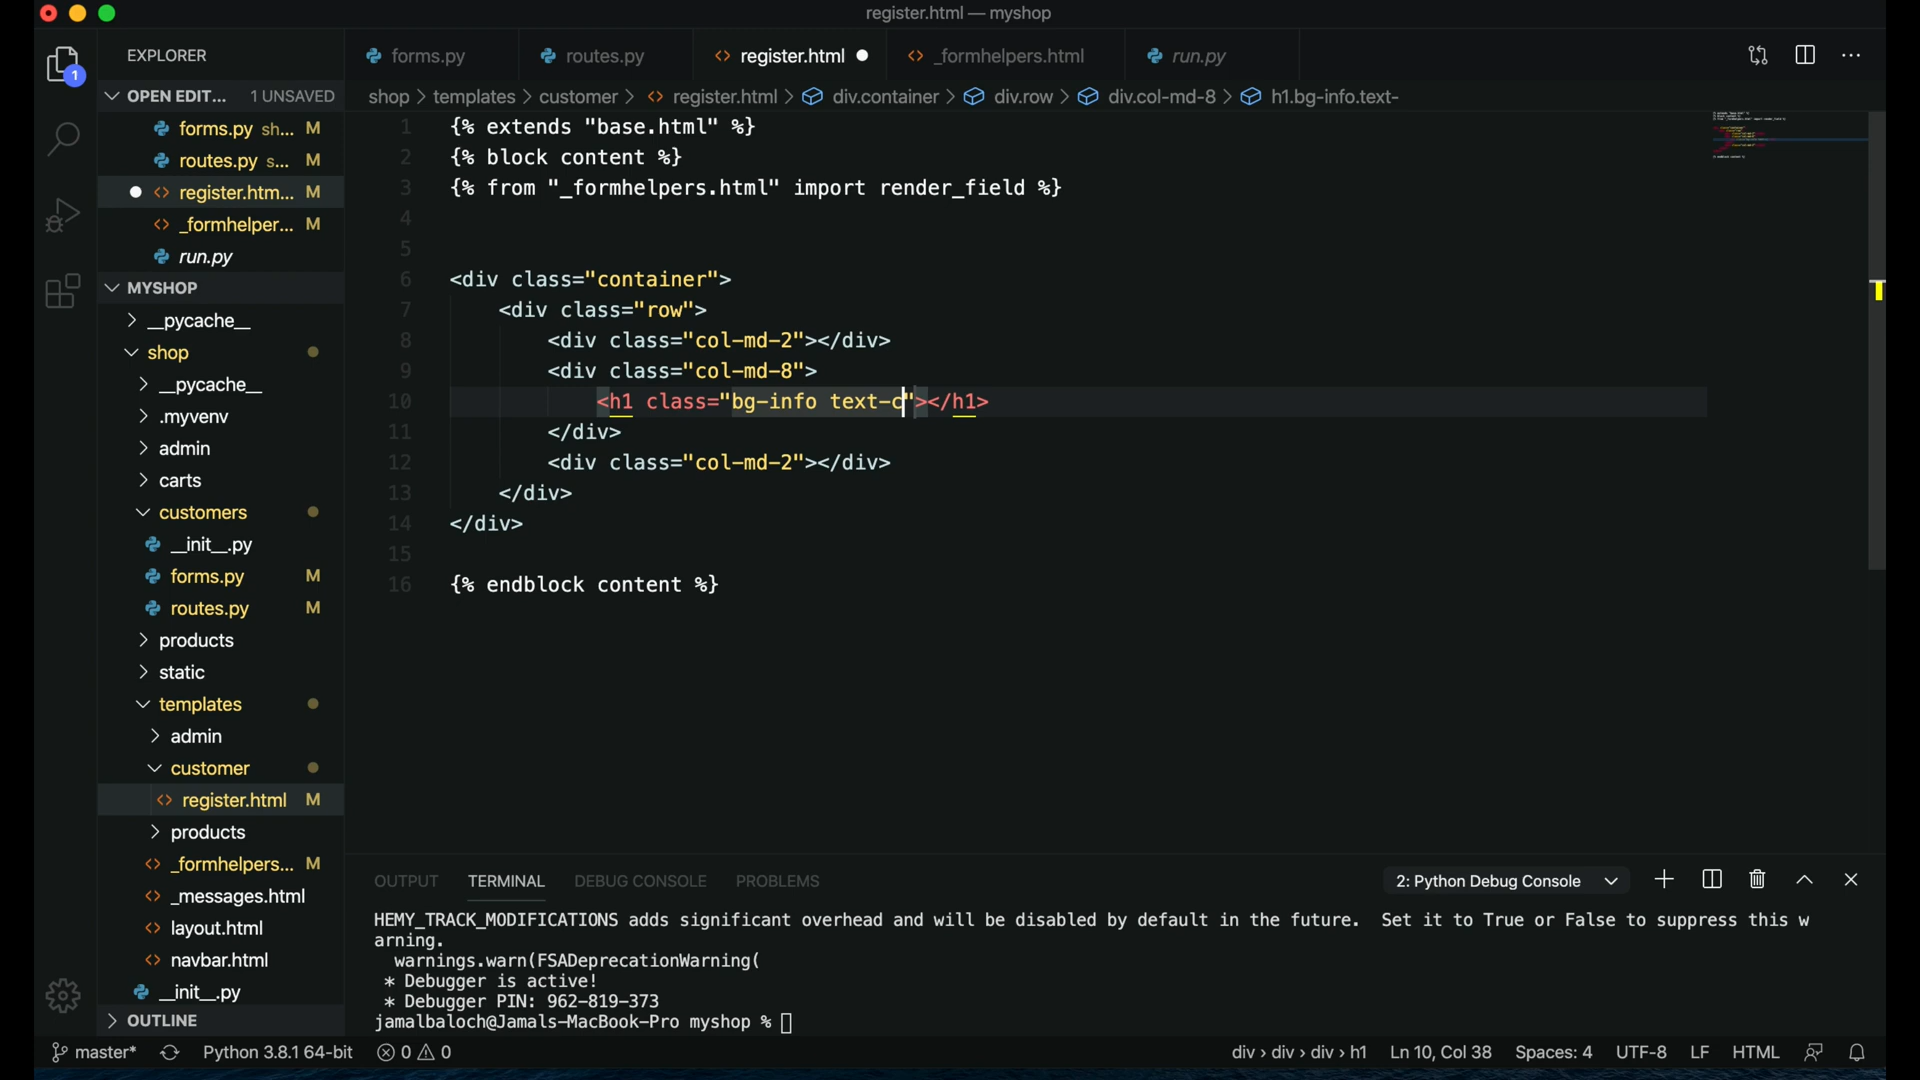 register.html — myshop
EXPLORER
forms.py
routes.py
register.html
_formhelpers.html
run.py
1
OPEN EDIT... 1 UNSAVED
shop > templates > customer > register.html > div.container > div.row > div.col-md-8 > h1.bg-info.text-
forms.py sh... M
routes.py s... M
register.htm... M
_formhelper... M
run.py
MYSHOP
__pycache__
shop
__pycache__
.myvenv
admin
carts
customers
__init__.py
forms.py M
routes.py M
products
static
templates
admin
customer
register.html M
products
_formhelpers... M
_messages.html
layout.html
navbar.html
__init__.py
OUTLINE
1 {% extends "base.html" %}
2 {% block content %}
3 {% from "_formhelpers.html" import render_field %}
4
5
6 <div class="container">
7 <div class="row">
8 <div class="col-md-2"></div>
9 <div class="col-md-8">
10 <h1 class="bg-info text-c"></h1>
11 </div>
12 <div class="col-md-2"></div>
13 </div>
14 </div>
15
16 {% endblock content %}
OUTPUT TERMINAL DEBUG CONSOLE PROBLEMS 2: Python Debug Console
HEMY_TRACK_MODIFICATIONS adds significant overhead and will be disabled by default in the future.  Set it to True or False to suppress this w
arning.
warnings.warn(FSADeprecationWarning(
* Debugger is active!
* Debugger PIN: 962-819-373
jamalbaloch@Jamals-MacBook-Pro myshop %
master* Python 3.8.1 64-bit 0 0 div › div › div › h1 Ln 10, Col 38 Spaces: 4 UTF-8 LF HTML